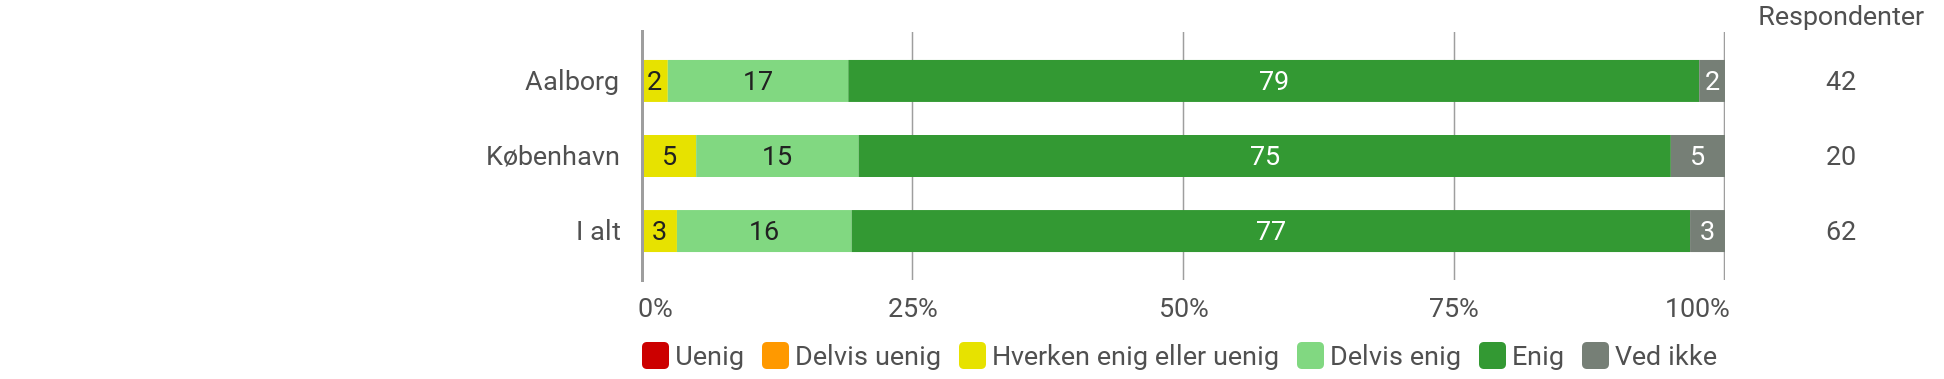 Respondenter
Aalborg 2 17 79 2 42
København 5 15 75 5 20
I alt 3 16 77 3 62
0% 25% 50% 75% 100%
Uenig Delvis uenig Hverken enig eller uenig Delvis enig Enig Ved ikke